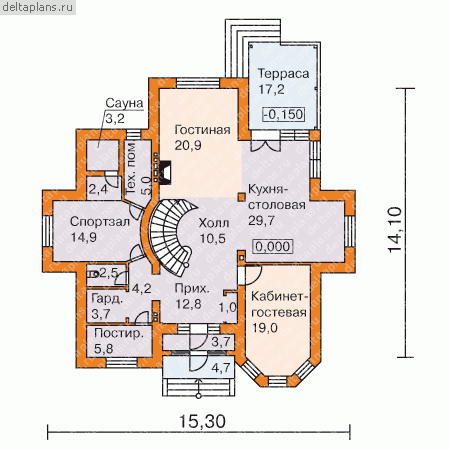 deltaplans.ru
Терраса
17,2
-0,150
Сауна
3,2
Гостиная
20,9
Тех. пом.
5,0
2,4
Кухня-
столовая
29,7
0,000
Спортзал
14,9
Холл
10,5
2,5
4,2
Прих.
12,8
1,0
Гард.
3,7
Кабинет-
гостевая
19,0
Постир.
5,8
3,7
4,7
14,10
15,30